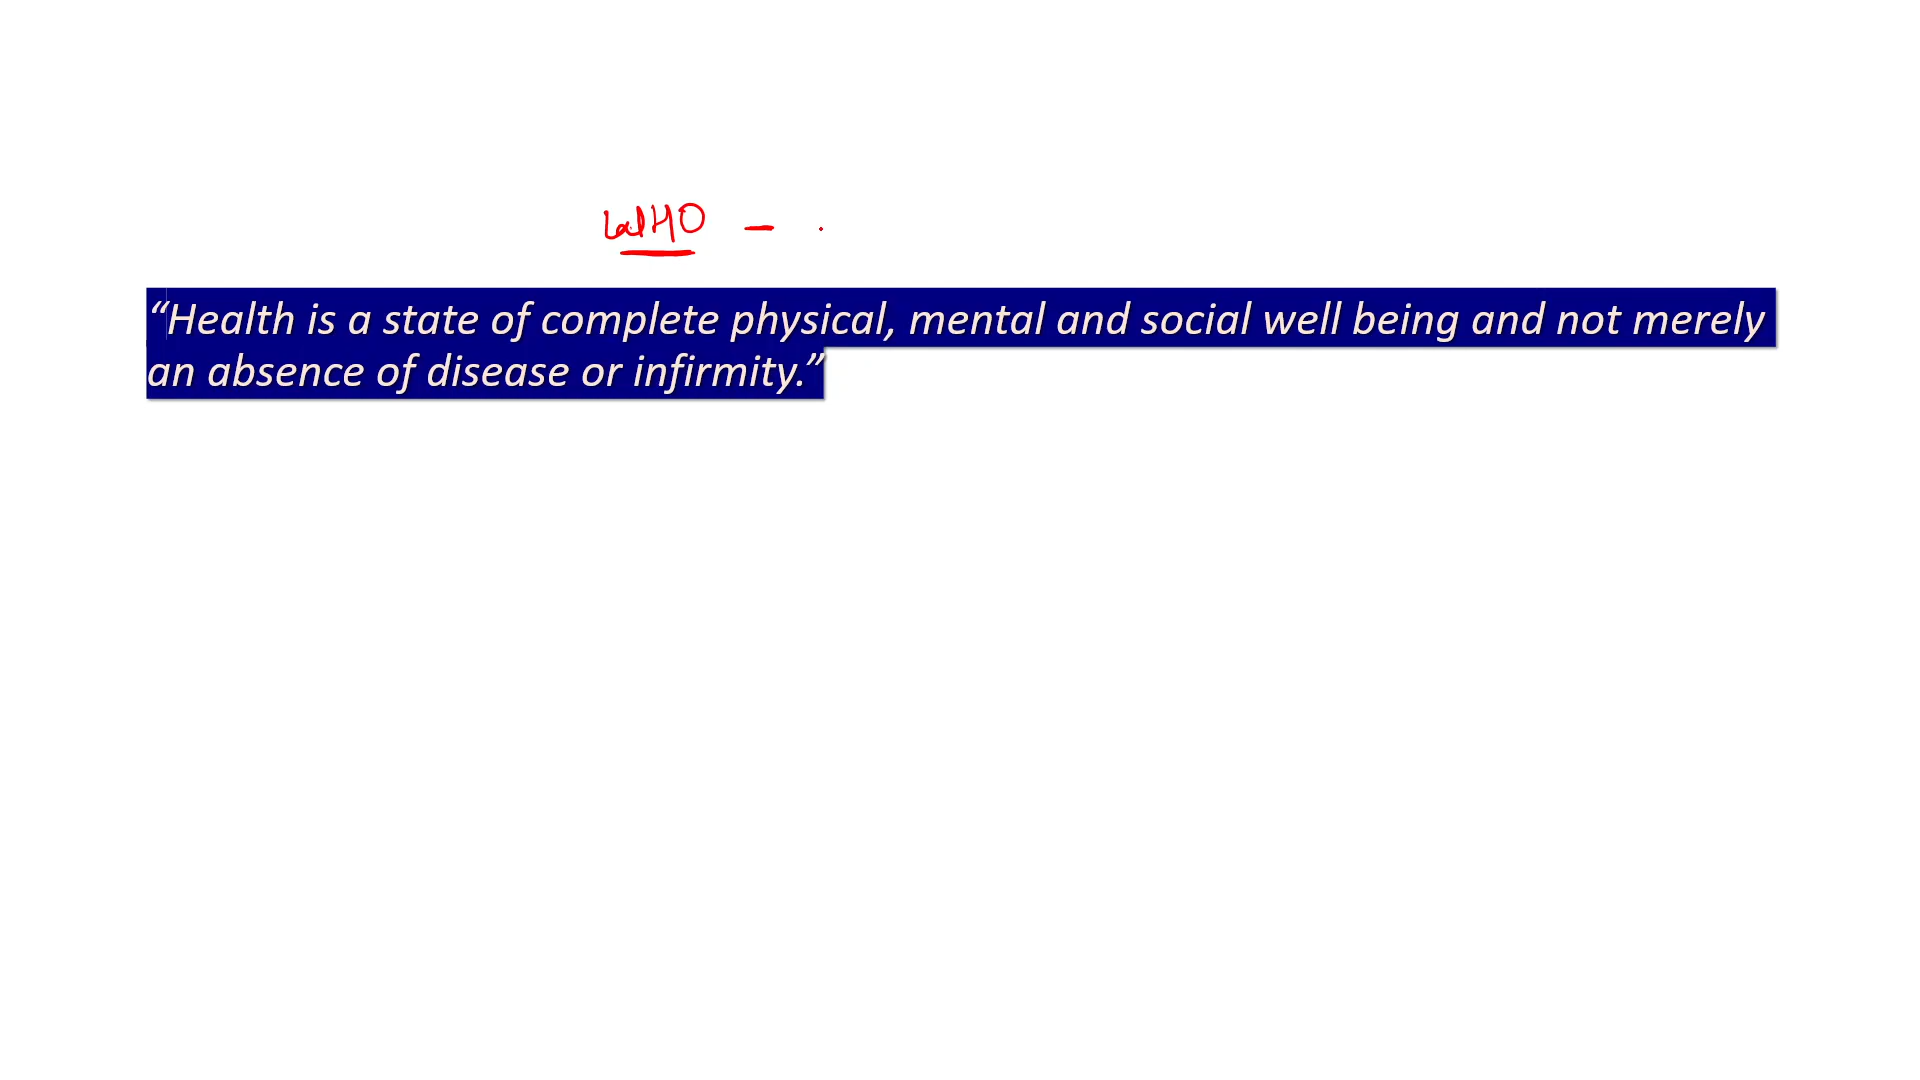 WHO -
“Health is a state of complete physical, mental and social well being and not merely
an absence of disease or infirmity.”